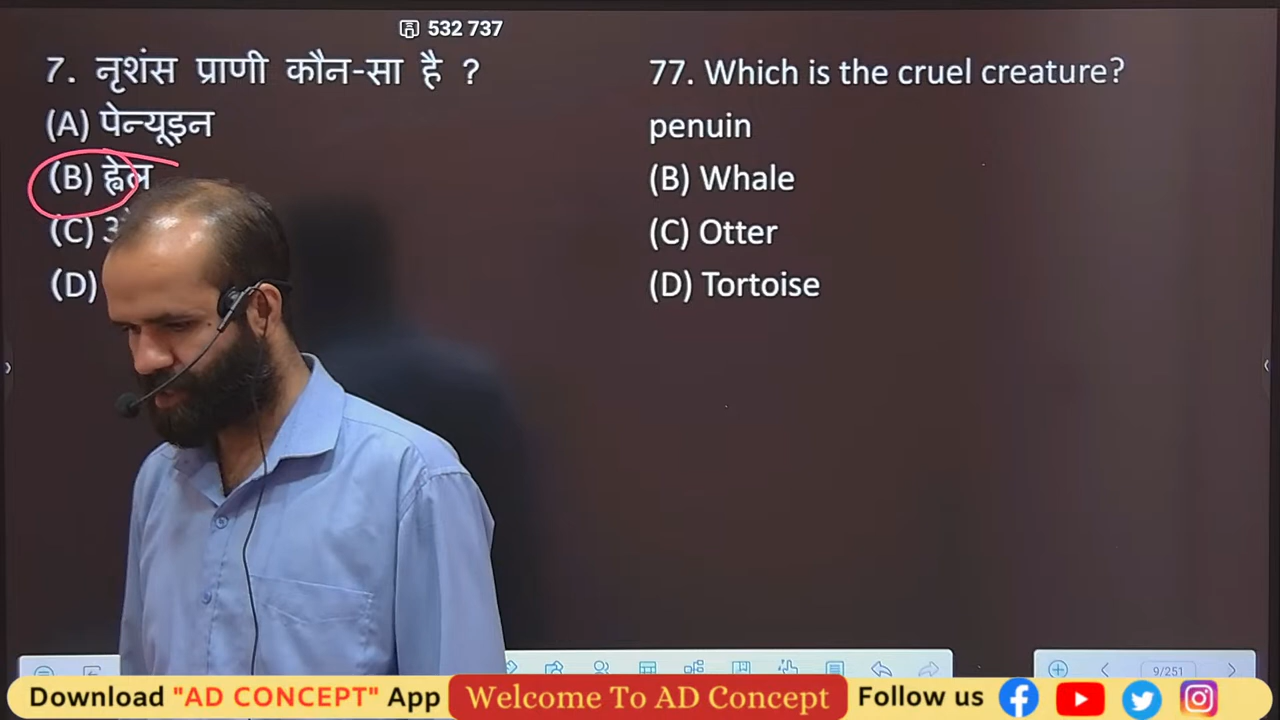 532 737
7. नृशंस प्राणी कौन-सा है ?
(A) पेन्यूइन
(B) ह्वेल
(C)
(D)
77. Which is the cruel creature?
penuin
(B) Whale
(C) Otter
(D) Tortoise
9/251
Download "AD CONCEPT" App
Welcome To AD Concept
Follow us